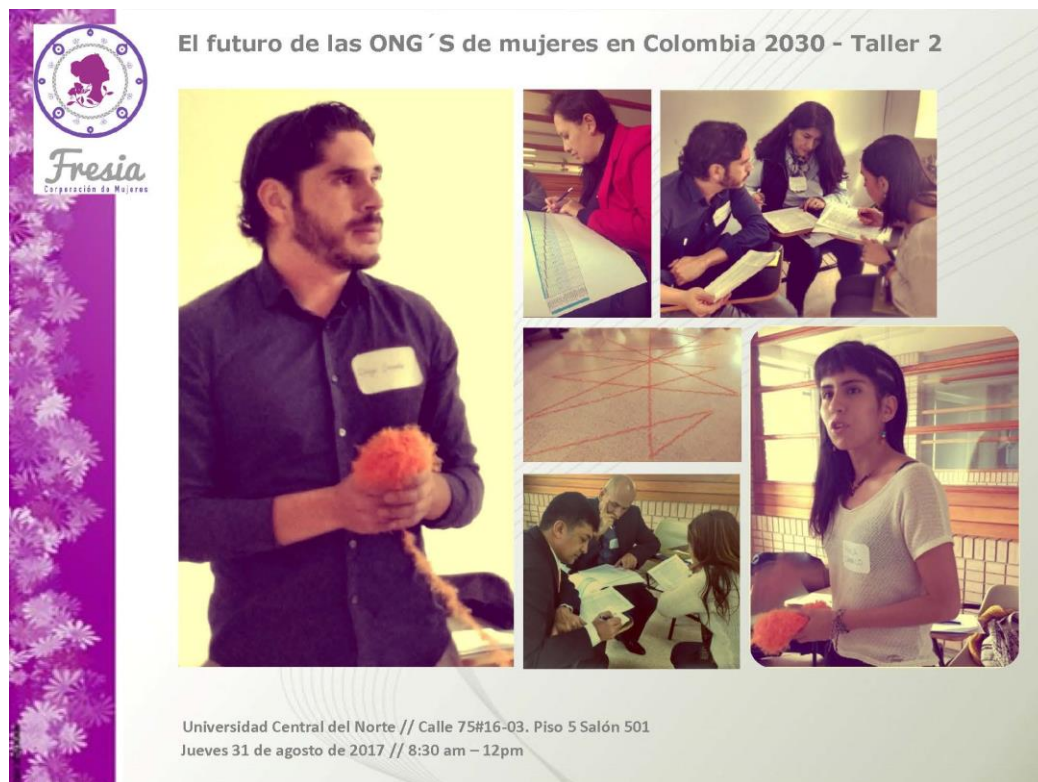 El futuro de las ONG´S de mujeres en Colombia 2030 - Taller 2
Fresia
Corporación de Mujeres
Universidad Central del Norte // Calle 75#16-03. Piso 5 Salón 501
Jueves 31 de agosto de 2017 // 8:30 am – 12pm